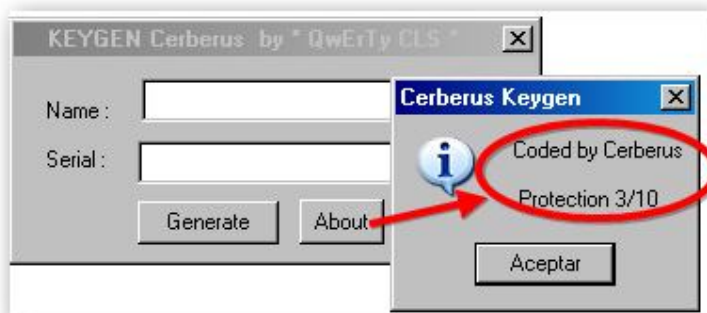 KEYGEN Cerberus by * QwErTy CLS *
Name :
Serial :
Generate
About
Cerberus Keygen
Coded by Cerberus
Protection 3/10
Aceptar